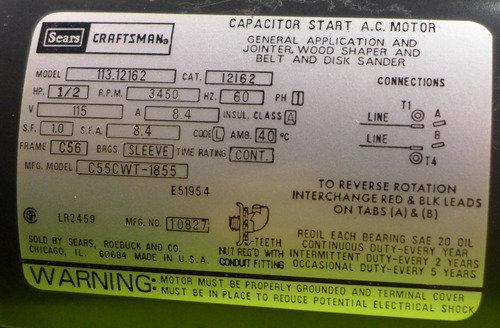 Sears CRAFTSMAN®
CAPACITOR START A.C. MOTOR
GENERAL APPLICATION AND
JOINTER, WOOD SHAPER AND
BELT AND DISK SANDER
MODEL 113.12162 CAT. 12162
HP. 1/2 R.P.M. 3450 HZ. 60 PH 1
V 115 A 8.4 INSUL. CLASS A
S.F. 1.0 S.F.A. 8.4 CODE L AMB. 40 °C
FRAME C56 BRGS. SLEEVE TIME RATING CONT.
MFG. MODEL C55CWT-1855
E51954
CONNECTIONS
T1
LINE A
B
LINE
T4
TO REVERSE ROTATION
INTERCHANGE RED & BLK LEADS
ON TABS (A) & (B)
SA LR2459 MFG. NO. 10827
SOLD BY SEARS, ROEBUCK AND CO.
CHICAGO, IL. 60684 MADE IN U.S.A.
TEETH
NUT REQ'D WITH
CONDUIT FITTING
REOIL EACH BEARING SAE 20 OIL
CONTINUOUS DUTY-EVERY YEAR
INTERMITTENT DUTY-EVERY 2 YEARS
OCCASIONAL DUTY-EVERY 5 YEARS
WARNING: MOTOR MUST BE PROPERLY GROUNDED AND TERMINAL COVER
MUST BE IN PLACE TO REDUCE POTENTIAL ELECTRICAL SHOCK